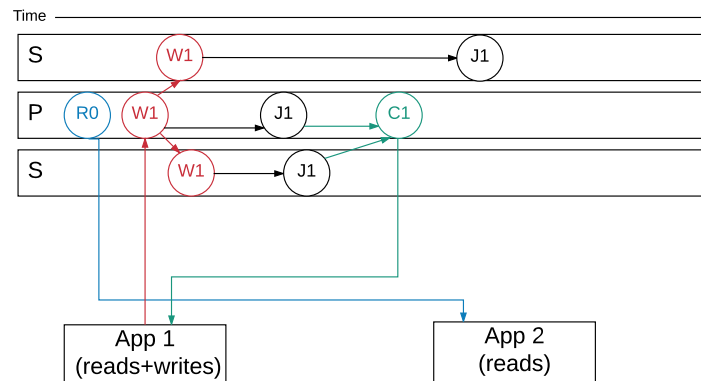 Time
S
W1
J1
P
R0
W1
J1
C1
S
W1
J1
App 1
(reads+writes)
App 2
(reads)